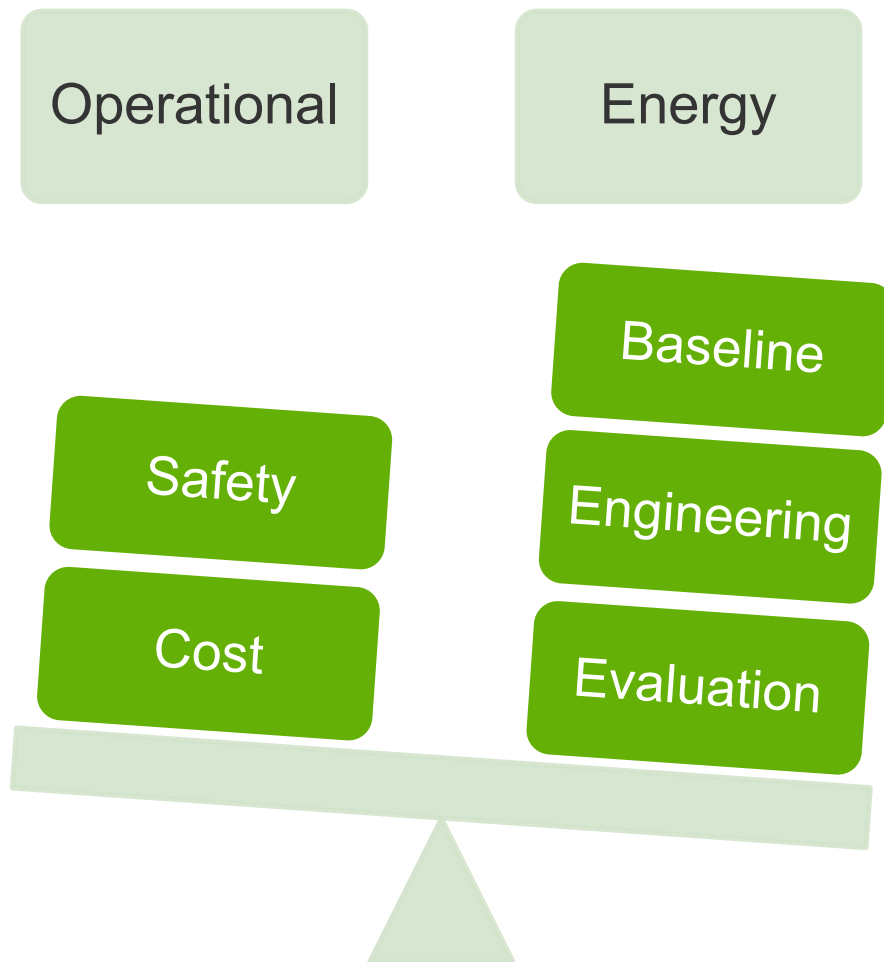 Operational
Energy
Baseline
Safety
Engineering
Cost
Evaluation